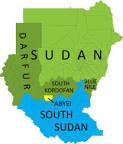 DARFUR
SUDAN
SOUTH
KORDOFAN
BLUE
NILE
ABYEI
SOUTH
SUDAN